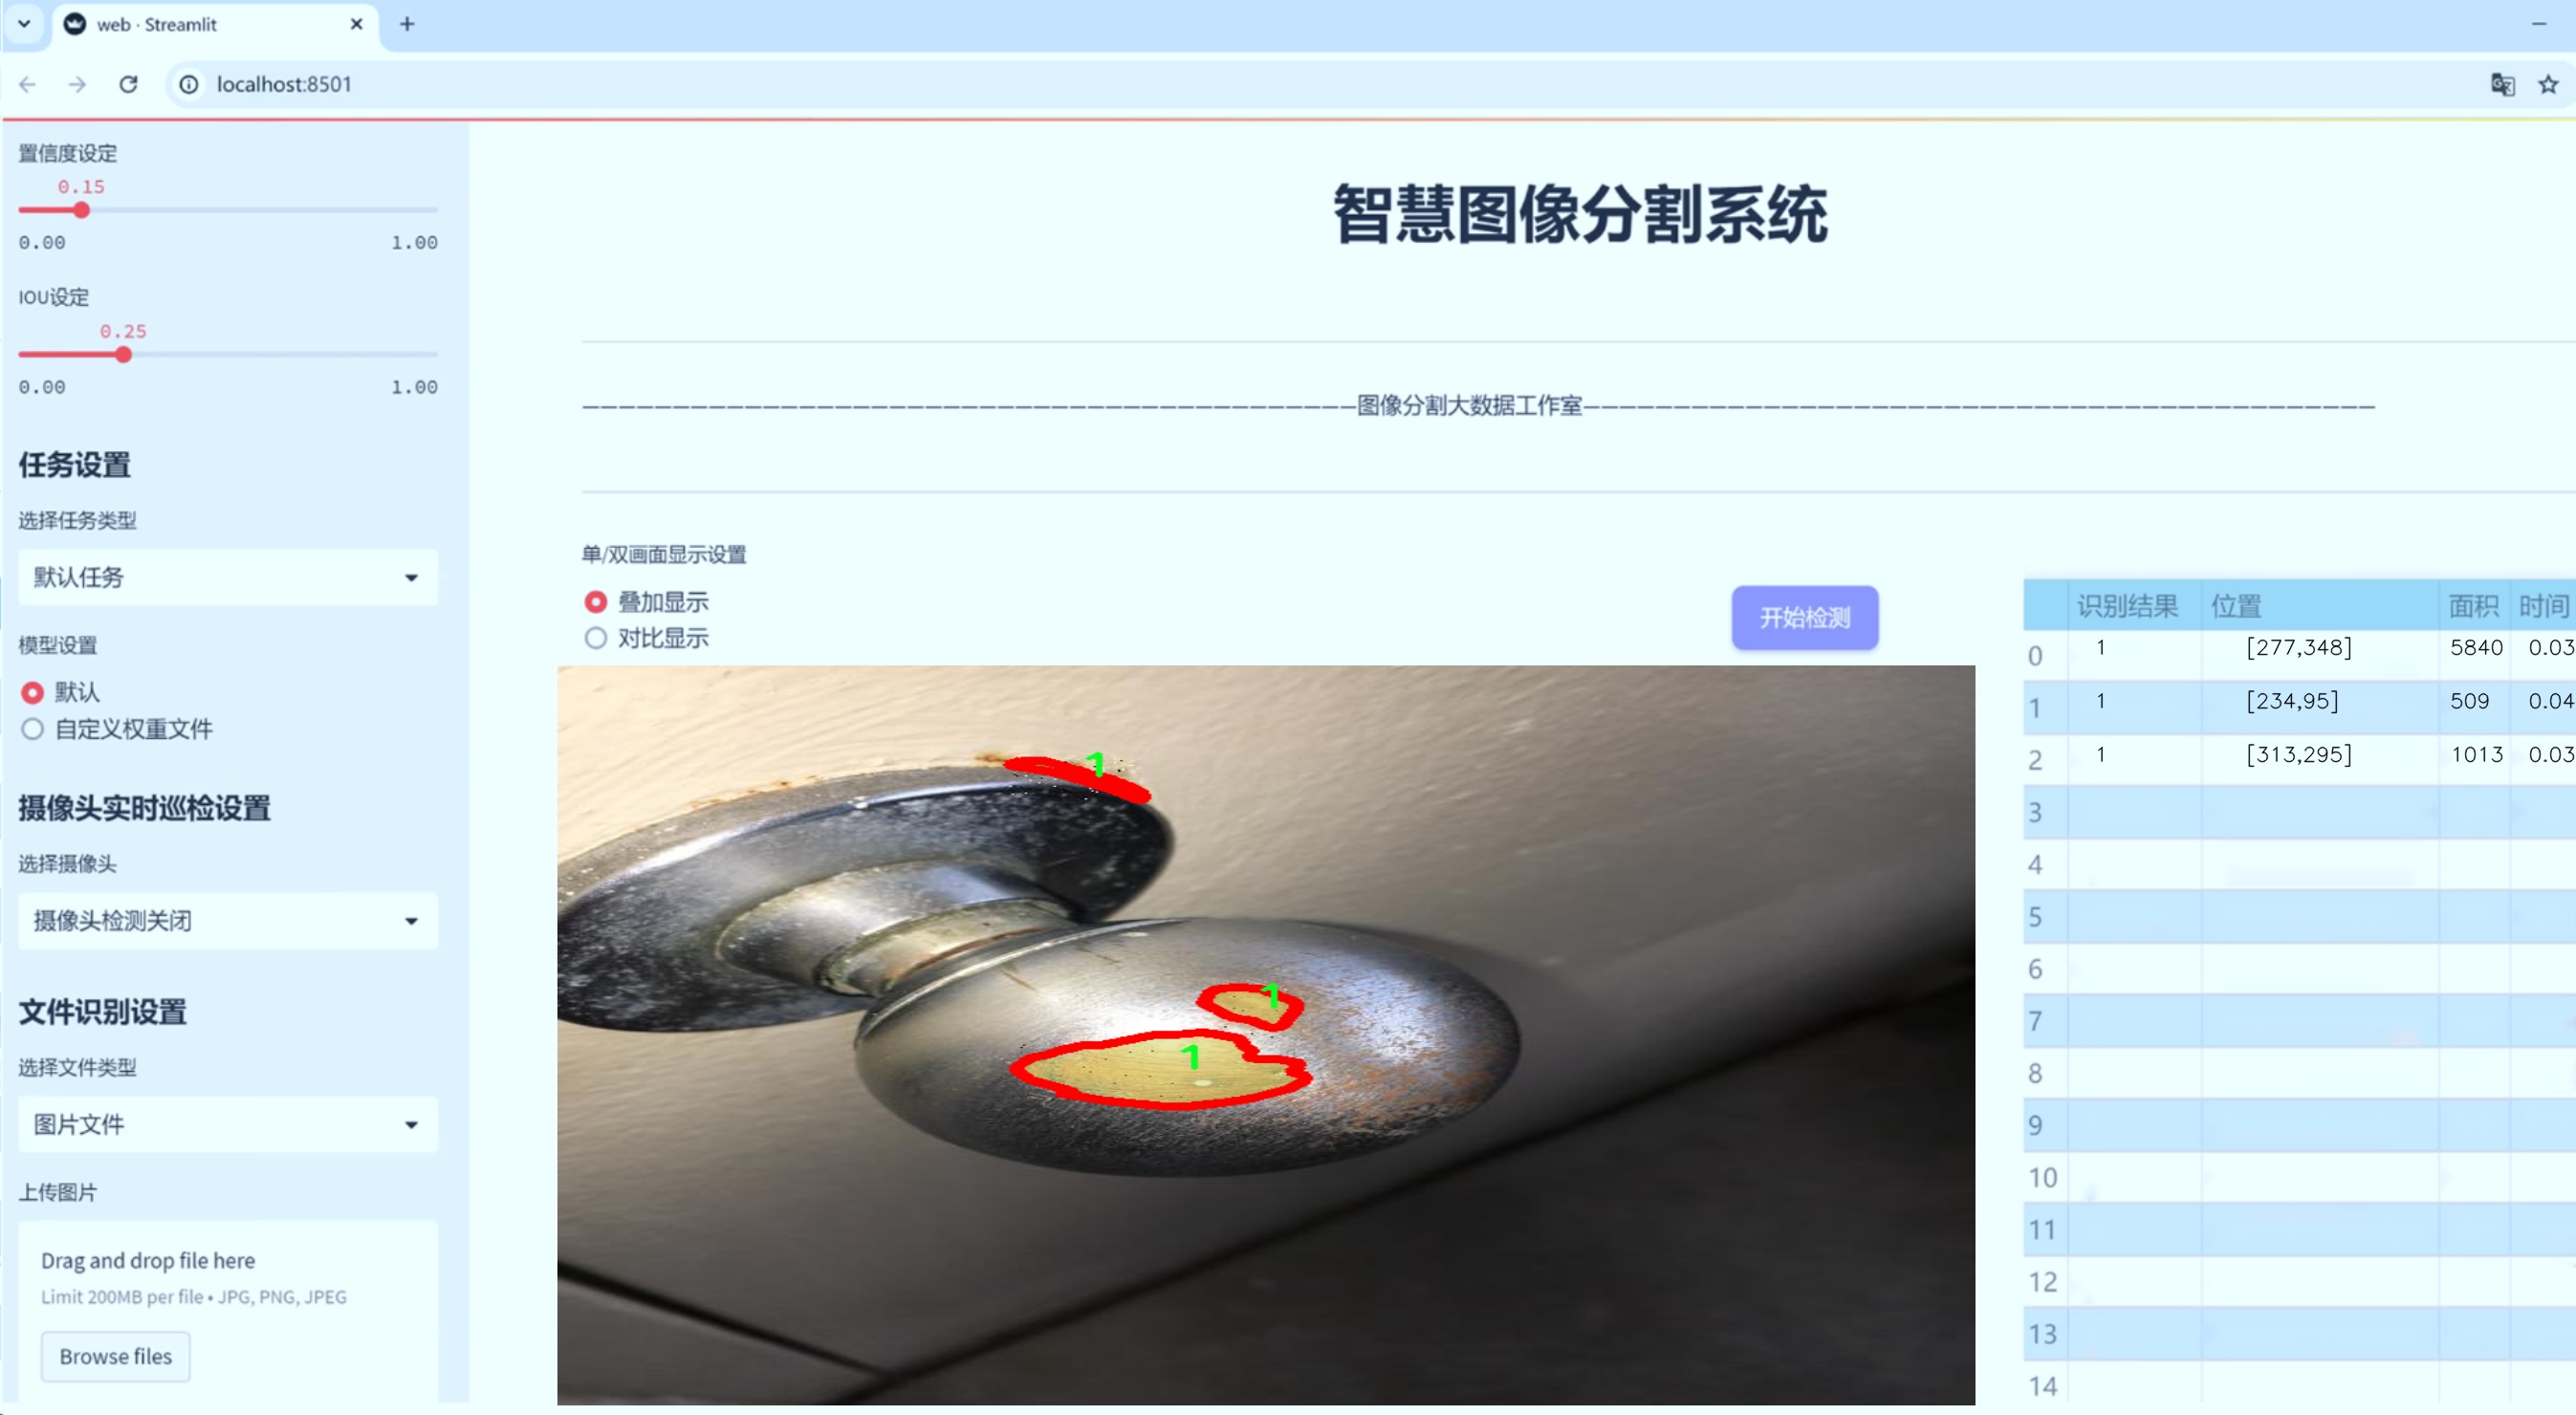 web · Streamlit
localhost:8501
置信度设定
0.15
0.00 1.00
IOU设定
0.25
0.00 1.00
任务设置
选择任务类型
默认任务
模型设置
默认
自定义权重文件
摄像头实时巡检设置
选择摄像头
摄像头检测关闭
文件识别设置
选择文件类型
图片文件
上传图片
Drag and drop file here
Limit 200MB per file • JPG, PNG, JPEG
Browse files
智慧图像分割系统
图像分割大数据工作室
单/双画面显示设置
叠加显示
对比显示
开始检测
1
1
1
识别结果 位置 面积 时间
0 1 [277,348] 5840 0.03
1 1 [234,95] 509 0.04
2 1 [313,295] 1013 0.03
3
4
5
6
7
8
9
10
11
12
13
14